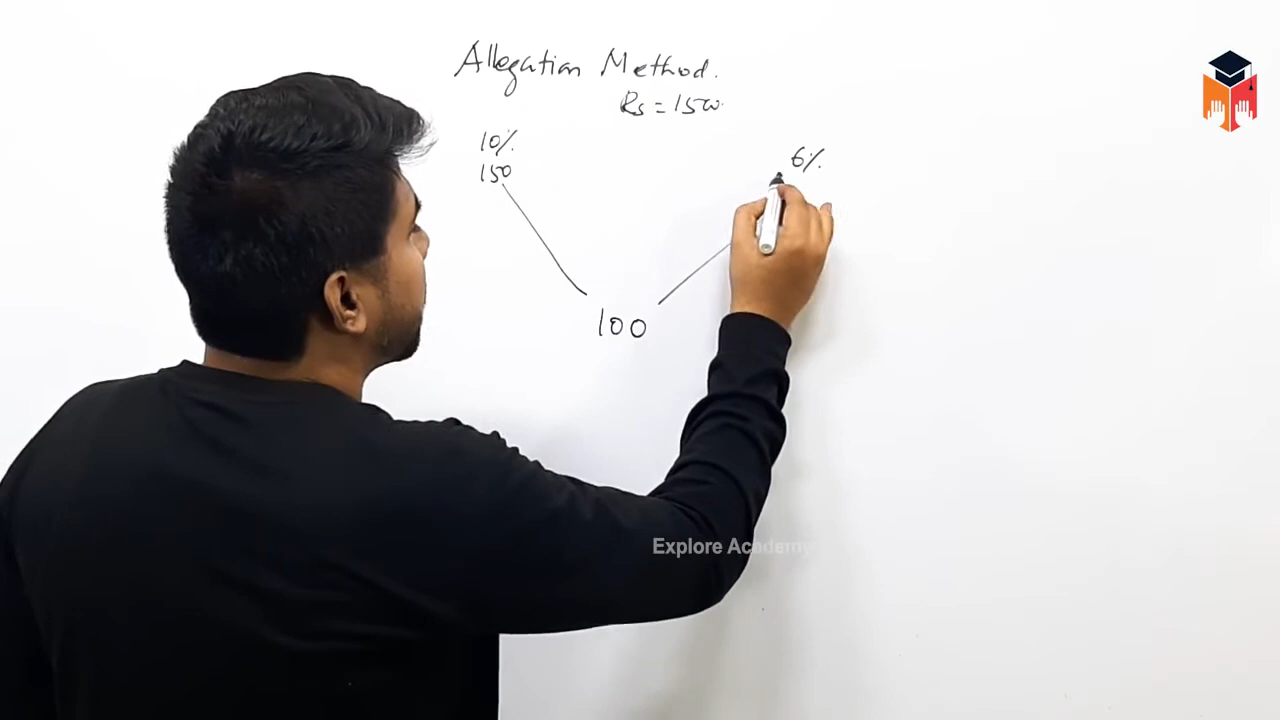 Allegation Method.
Rs = 1500
10%.
150
6%.
100
Explore Academy